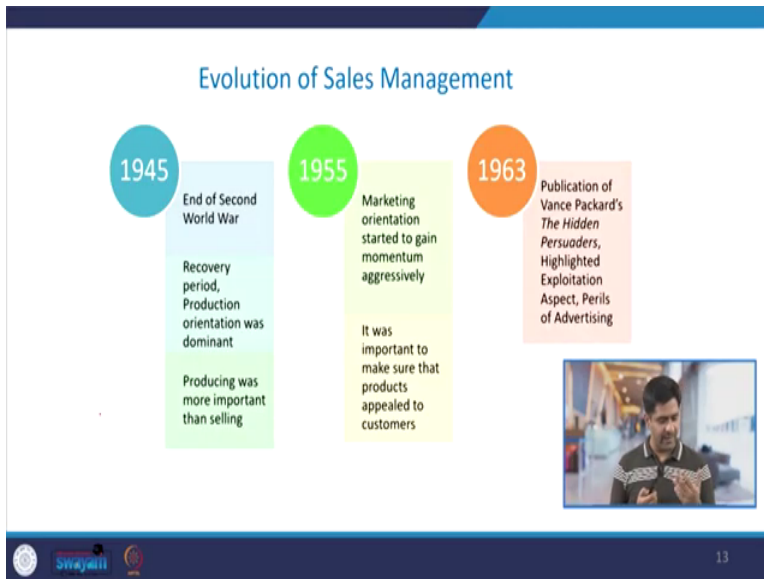 Evolution of Sales Management
1945
End of Second
World War
Recovery
period,
Production
orientation was
dominant
Producing was
more important
than selling
1955
Marketing
orientation
started to gain
momentum
aggressively
It was
important to
make sure that
products
appealed to
customers
1963
Publication of
Vance Packard's
The Hidden
Persuaders,
Highlighted
Exploitation
Aspect, Perils
of Advertising
swayam
13